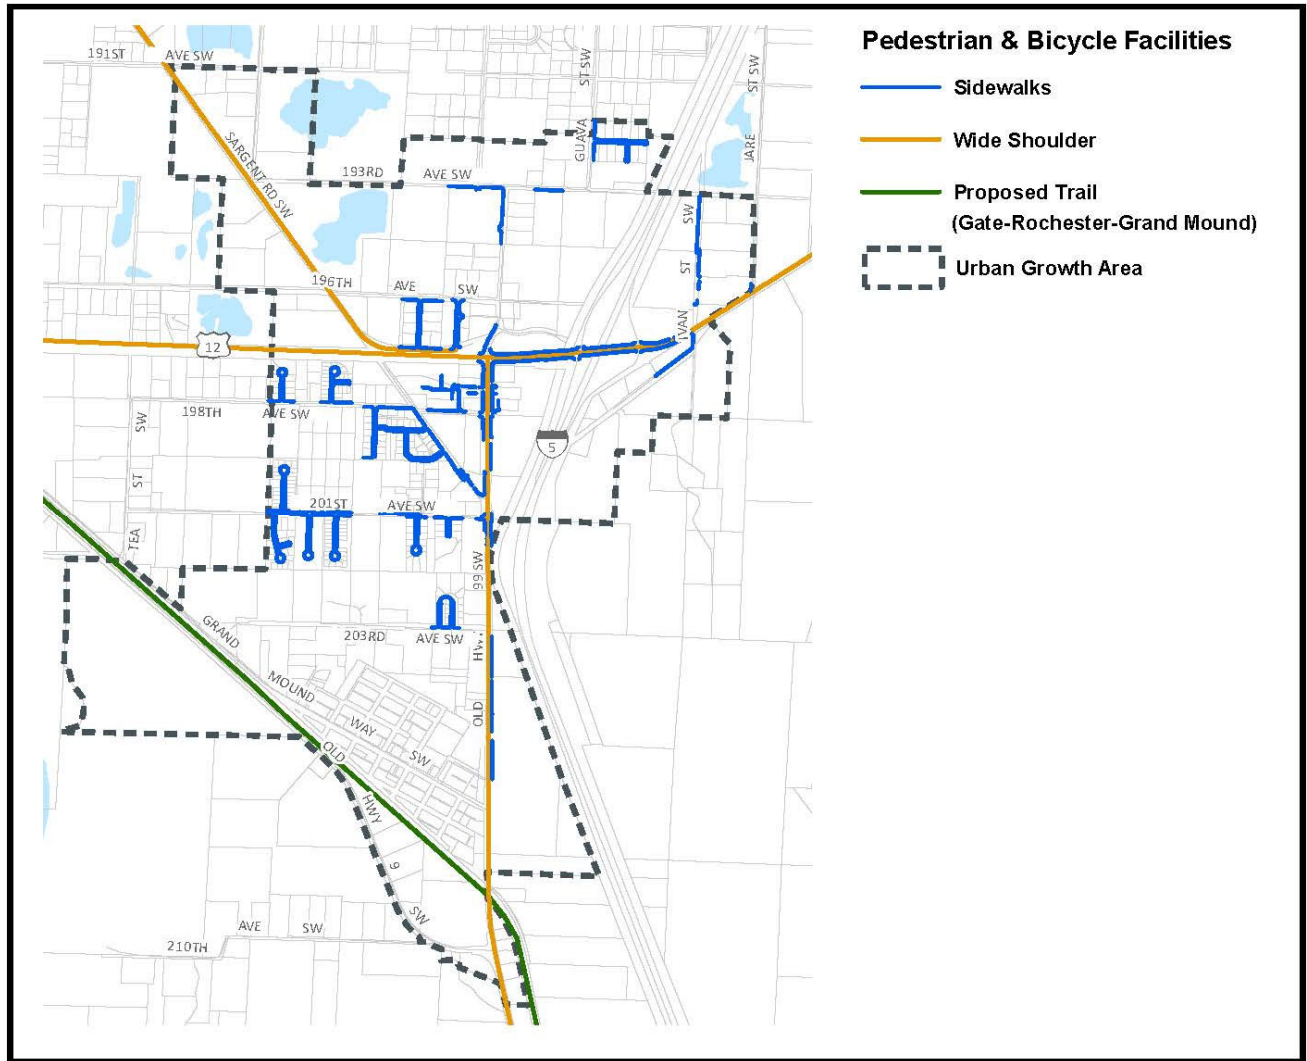 Pedestrian & Bicycle Facilities
Sidewalks
Wide Shoulder
Proposed Trail
(Gate-Rochester-Grand Mound)
Urban Growth Area
191ST AVE SW
SARGENT RD SW
GUAVA ST SW
JARE ST SW
193RD AVE SW
196TH AVE SW
IVAN ST SW
12
198TH AVE SW
5
TEA ST SW
201ST AVE SW
OLD HWY 99 SW
203RD AVE SW
GRAND MOUND WAY SW
OLD HWY 9 SW
210TH AVE SW